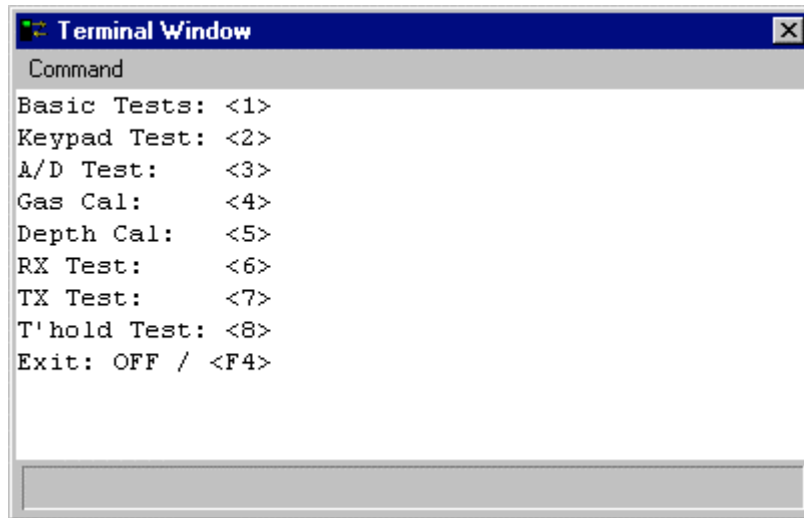 Terminal Window
Command
Basic Tests: <1>
Keypad Test: <2>
A/D Test:    <3>
Gas Cal:     <4>
Depth Cal:   <5>
RX Test:     <6>
TX Test:     <7>
T'hold Test: <8>
Exit: OFF / <F4>